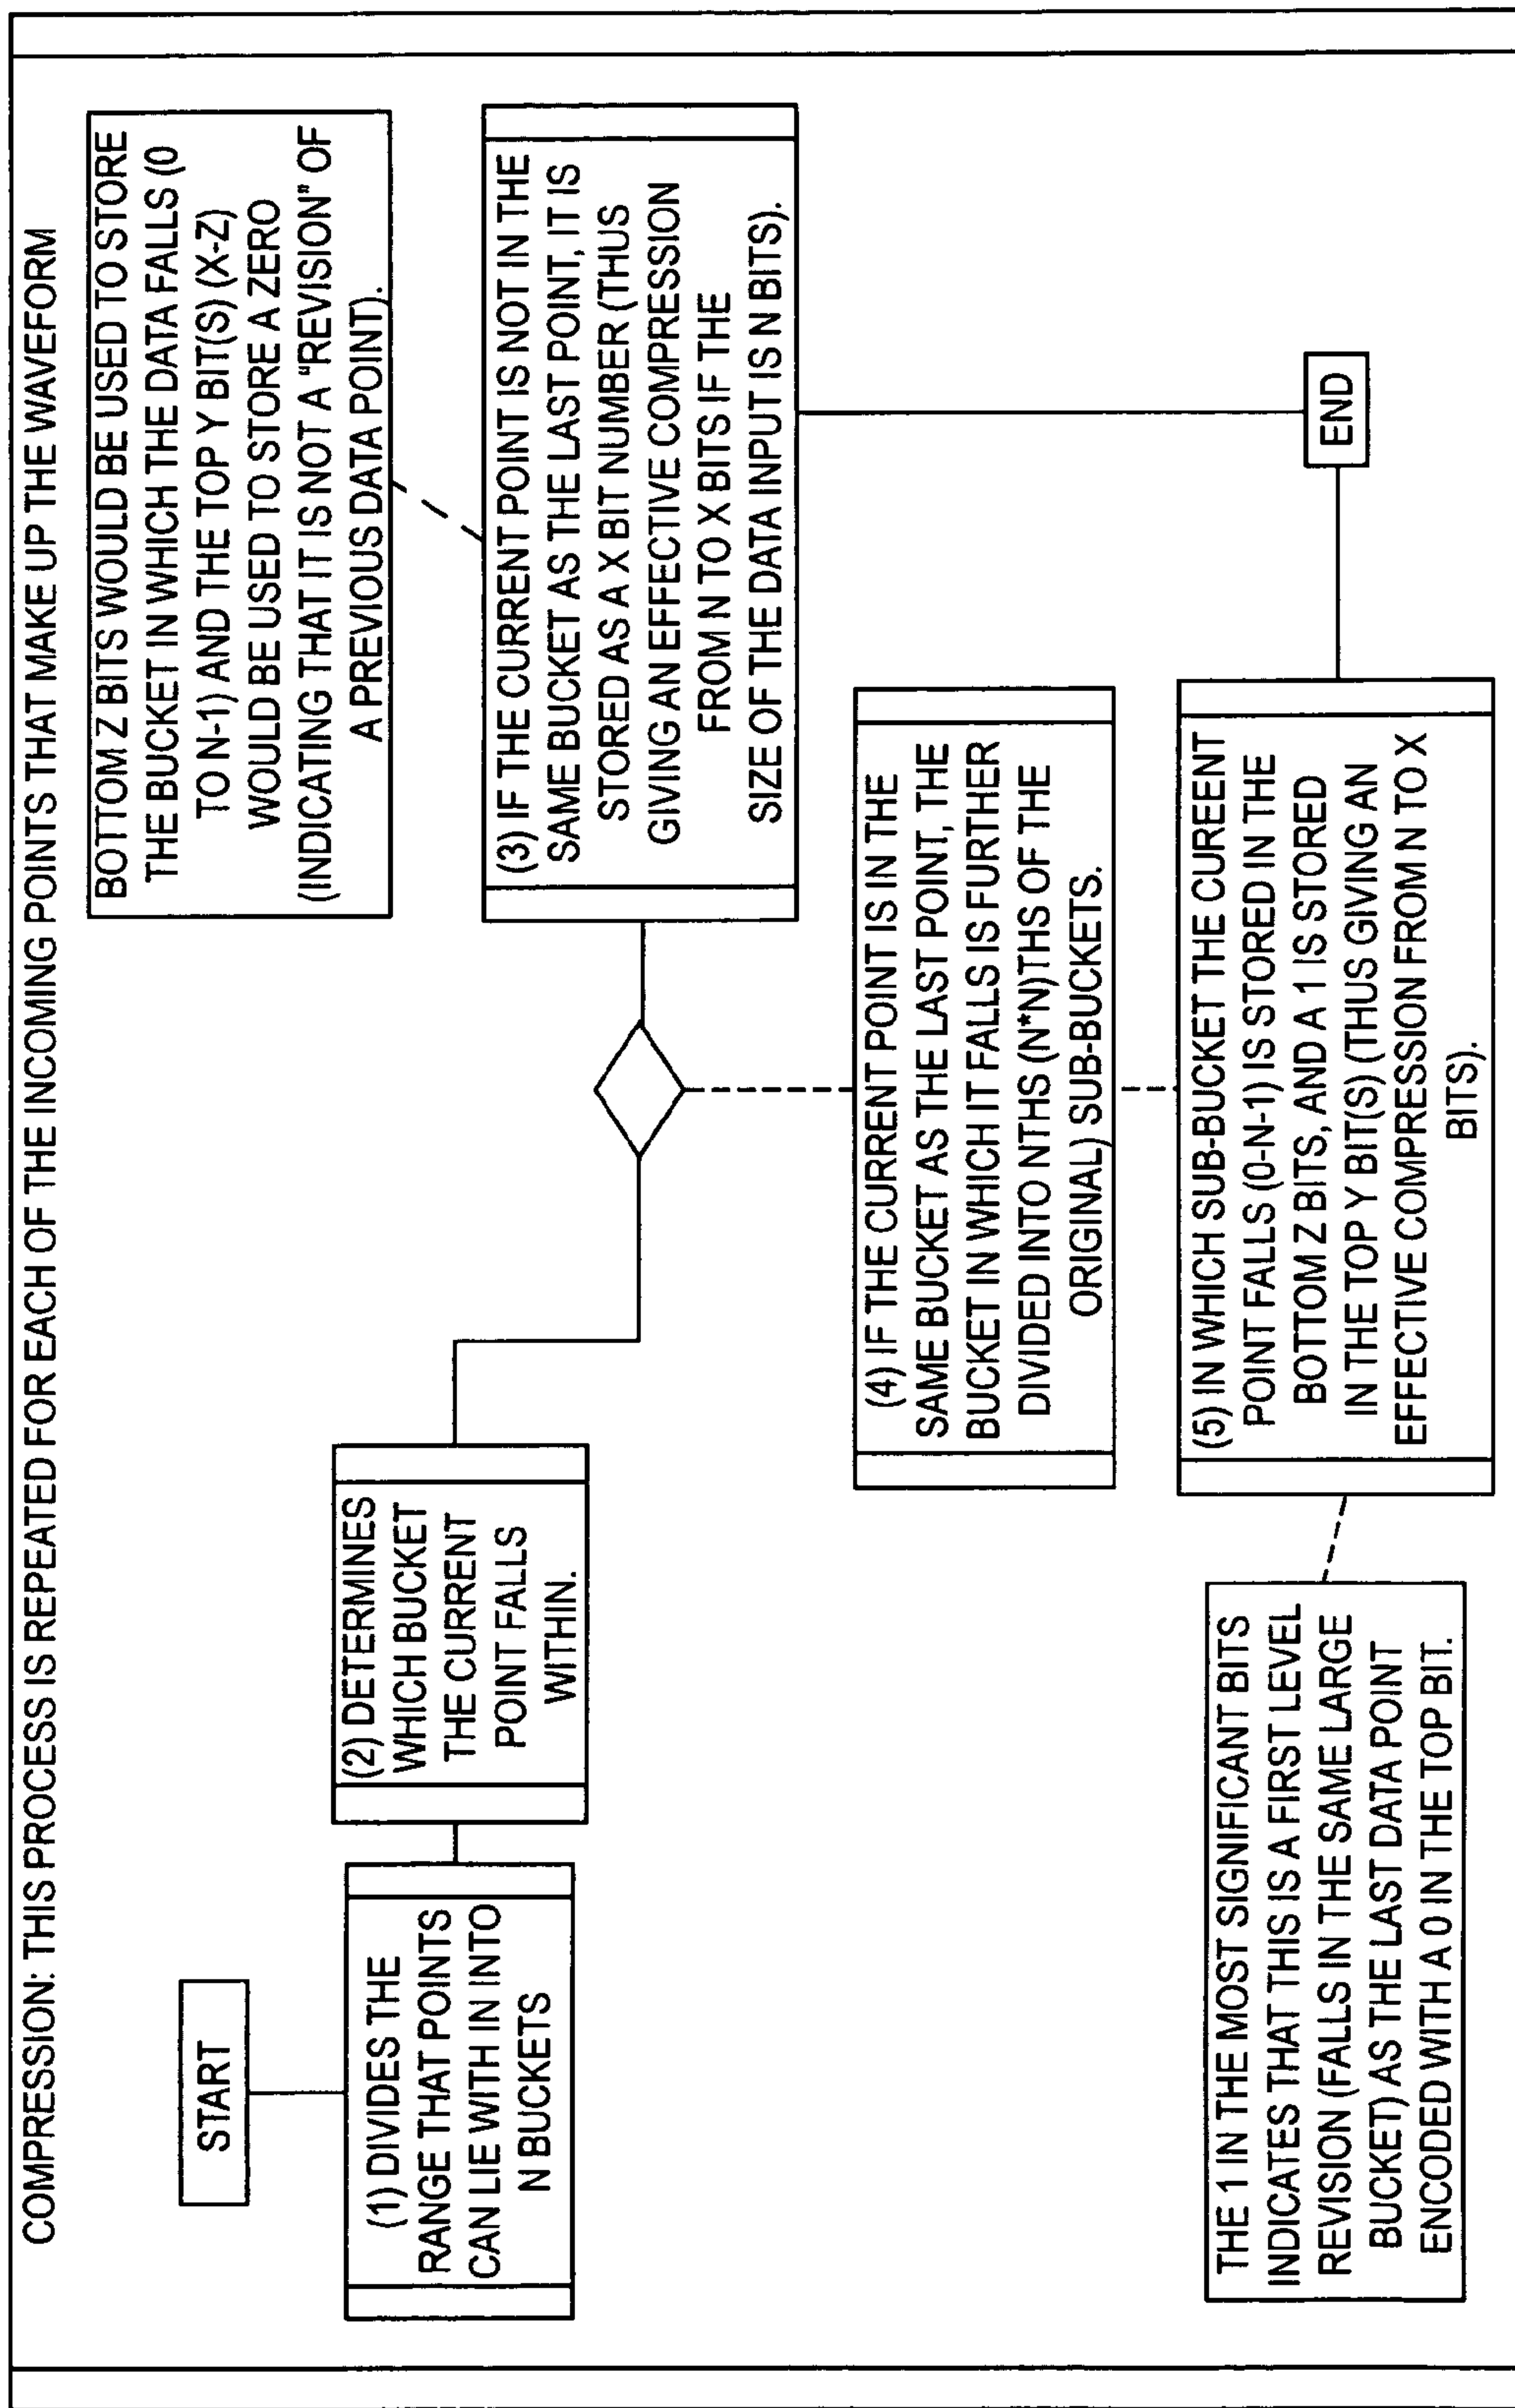 COMPRESSION: THIS PROCESS IS REPEATED FOR EACH OF THE INCOMING POINTS THAT MAKE UP THE WAVEFORM
START
(1) DIVIDES THE
RANGE THAT POINTS
CAN LIE WITH IN INTO
N BUCKETS
(2) DETERMINES
WHICH BUCKET
THE CURRENT
POINT FALLS
WITHIN.
BOTTOM Z BITS WOULD BE USED TO STORE
THE BUCKET IN WHICH THE DATA FALLS (0
TO N-1) AND THE TOP Y BIT(S) (X-Z)
WOULD BE USED TO STORE A ZERO
(INDICATING THAT IT IS NOT A "REVISION" OF
A PREVIOUS DATA POINT).
(3) IF THE CURRENT POINT IS NOT IN THE
SAME BUCKET AS THE LAST POINT, IT IS
STORED AS A X BIT NUMBER (THUS
GIVING AN EFFECTIVE COMPRESSION
FROM N TO X BITS IF THE
SIZE OF THE DATA INPUT IS N BITS).
(4) IF THE CURRENT POINT IS IN THE
SAME BUCKET AS THE LAST POINT, THE
BUCKET IN WHICH IT FALLS IS FURTHER
DIVIDED INTO NTHS (N*N)THS OF THE
ORIGINAL) SUB-BUCKETS.
(5) IN WHICH SUB-BUCKET THE CUREENT
POINT FALLS (0-N-1) IS STORED IN THE
BOTTOM Z BITS, AND A 1 IS STORED
IN THE TOP Y BIT(S) (THUS GIVING AN
EFFECTIVE COMPRESSION FROM N TO X
BITS).
THE 1 IN THE MOST SIGNIFICANT BITS
INDICATES THAT THIS IS A FIRST LEVEL
REVISION (FALLS IN THE SAME LARGE
BUCKET) AS THE LAST DATA POINT
ENCODED WITH A 0 IN THE TOP BIT.
END